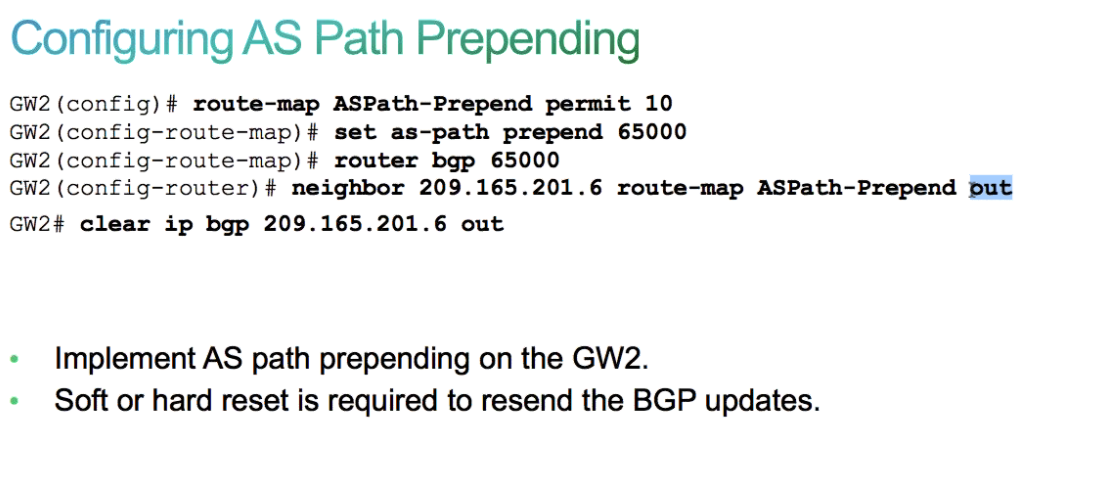 Configuring AS Path Prepending
GW2(config)# route-map ASPath-Prepend permit 10
GW2(config-route-map)# set as-path prepend 65000
GW2(config-route-map)# router bgp 65000
GW2(config-router)# neighbor 209.165.201.6 route-map ASPath-Prepend out
GW2# clear ip bgp 209.165.201.6 out
• Implement AS path prepending on the GW2.
• Soft or hard reset is required to resend the BGP updates.